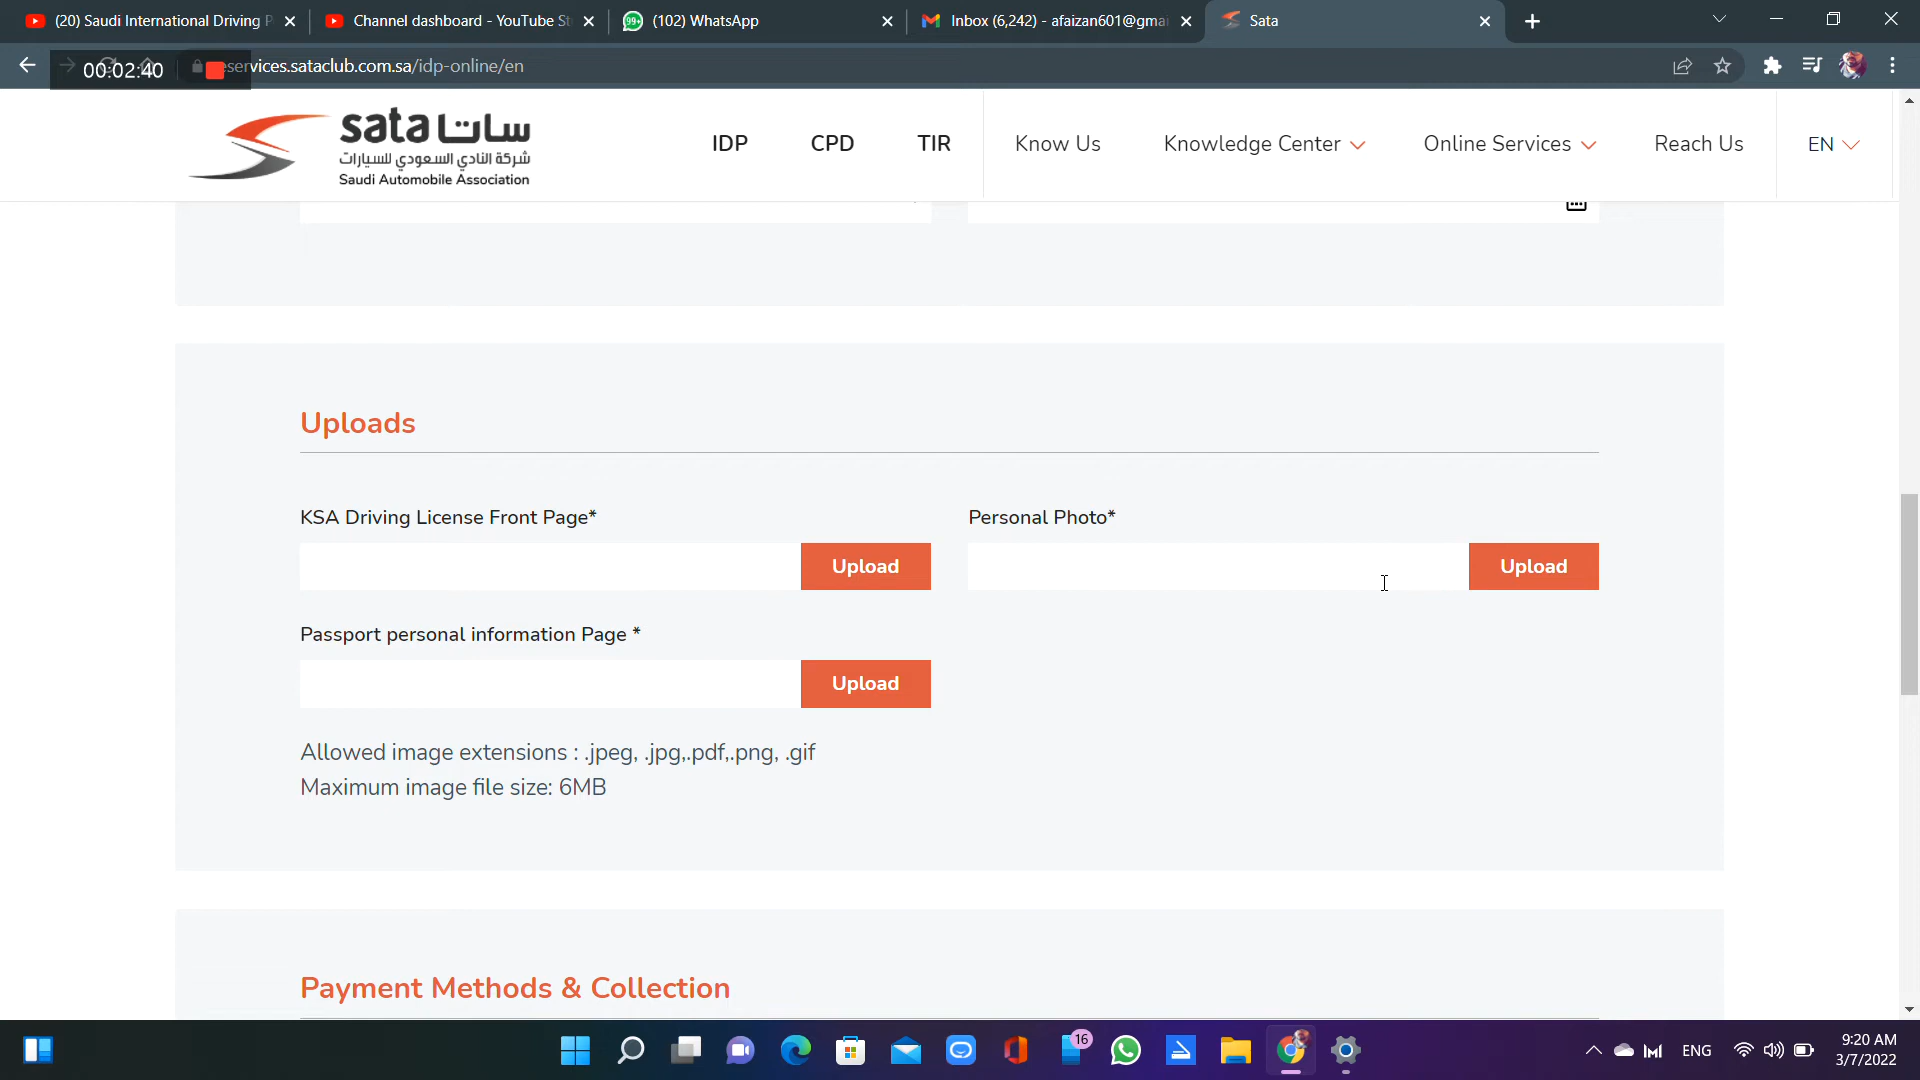 (20) Saudi International Driving P
Channel dashboard - YouTube St
99+
(102) WhatsApp
Inbox (6,242) - afaizan601@gmai
Sata
00:02:40
eservices.sataclub.com.sa/idp-online/en
sata ساتا
شركة النادي السعودي للسيارات
Saudi Automobile Association
IDP
CPD
TIR
Know Us
Knowledge Center
Online Services
Reach Us
EN
Uploads
KSA Driving License Front Page*
Personal Photo*
Upload
Upload
Passport personal information Page *
Upload
Allowed image extensions : .jpeg, .jpg,.pdf,.png, .gif
Maximum image file size: 6MB
Payment Methods & Collection
16
ENG
9:20 AM
3/7/2022